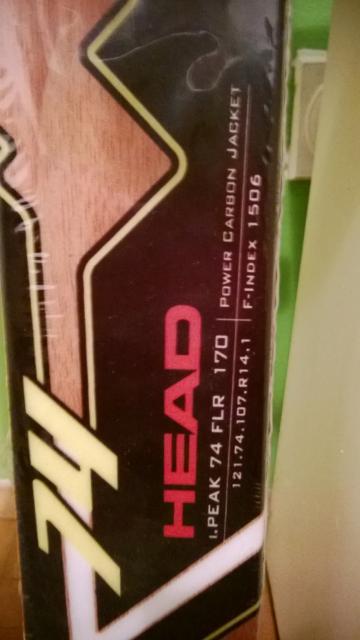 74
HEAD
i.PEAK 74 FLR 170 | POWER CARBON JACKET
121.74.107.R14.1 | F-INDEX 1506